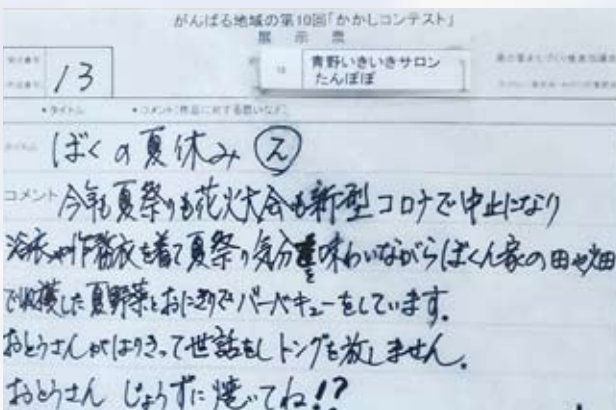 がんばる地域の第10回「かかしコンテスト」
展示票
13
青野いきいきサロン
たんぽぽ
•タイトル •コメント(作品に対する思いなど)
ぼくの夏休み ②
コメント 今年も夏祭りも花火大会も新型コロナで中止になり
浴衣や作務衣を着て夏祭り気分を味わいながらぼくん家の田や畑
で収穫した夏野菜とおにぎりでバーベキューをしています。
おとうさんがはりきって世話をしトングを放しません。
おとうさん じょうずに焼いてね!?